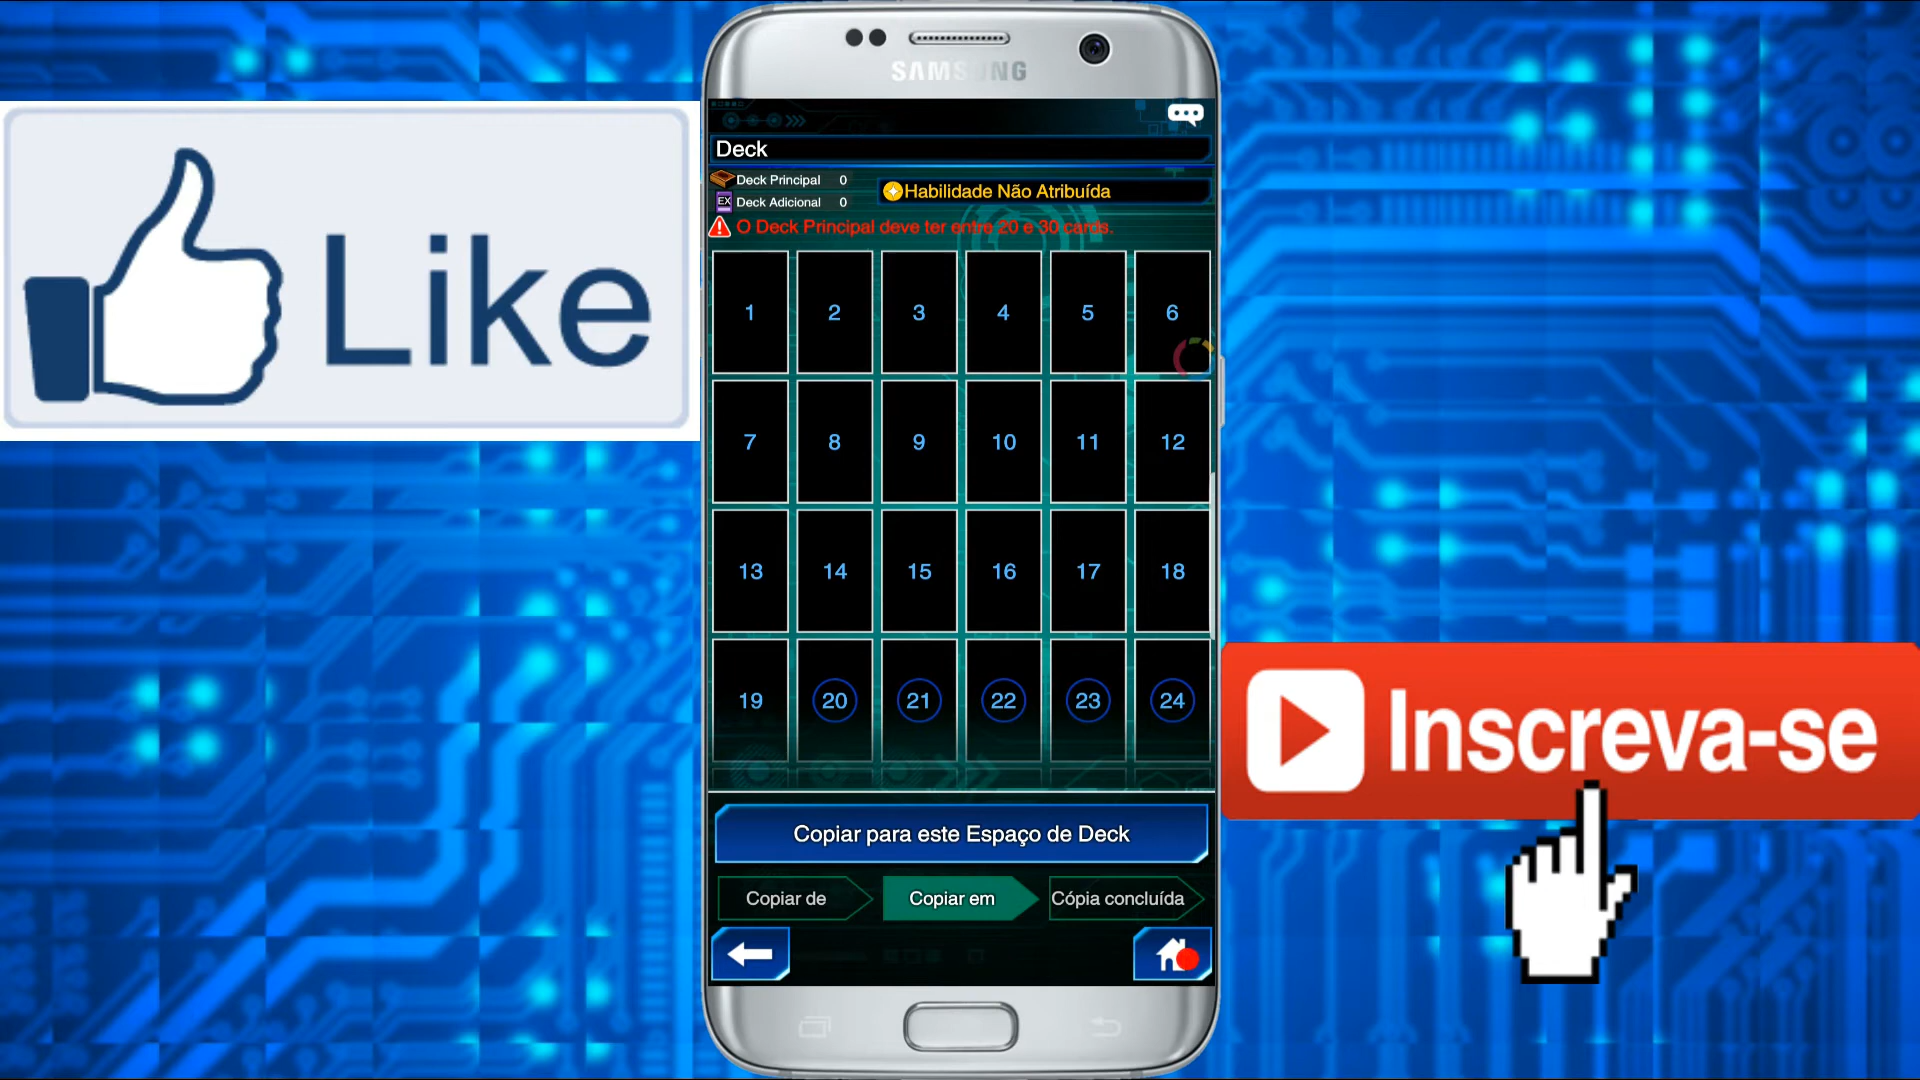 SAMSUNG
Like
Deck
Deck Principal 0
EX Deck Adicional 0
Habilidade Não Atribuída
O Deck Principal deve ter entre 20 e 30 cards.
1 2 3 4 5 6
7 8 9 10 11 12
13 14 15 16 17 18
19 20 21 22 23 24
Inscreva-se
Copiar para este Espaço de Deck
Copiar de Copiar em Cópia concluída